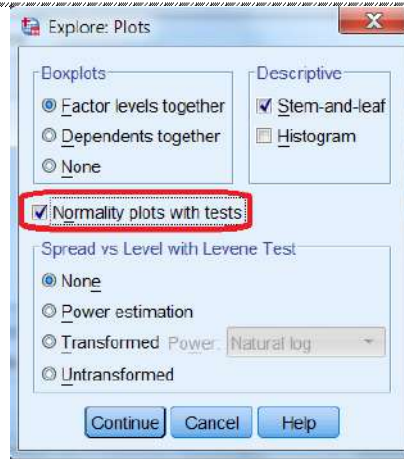 Explore: Plots
Boxplots
Factor levels together
Dependents together
None
Descriptive
Stem-and-leaf
Histogram
Normality plots with tests
Spread vs Level with Levene Test
None
Power estimation
Transformed Power: Natural log
Untransformed
Continue Cancel Help